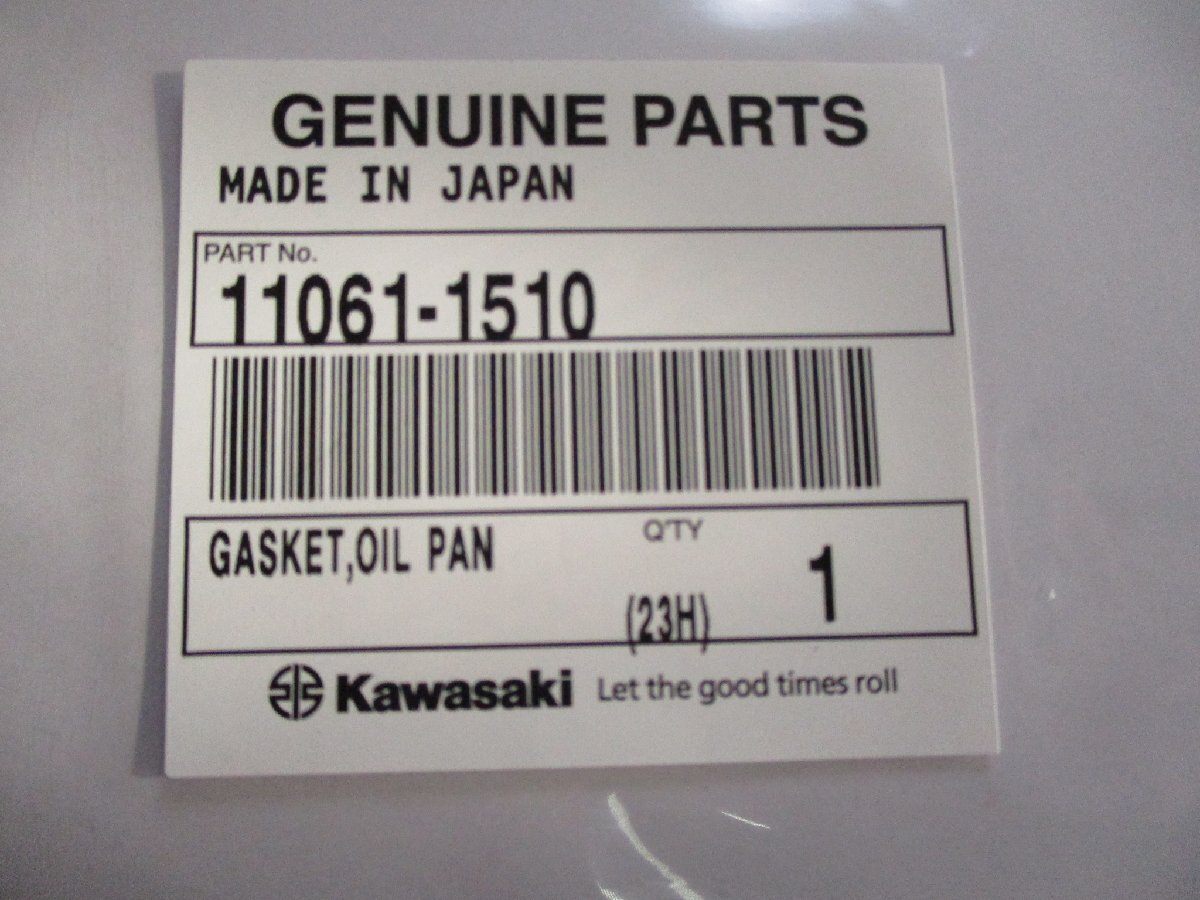 GENUINE PARTS
MADE IN JAPAN
PART No.
11061-1510
GASKET,OIL PAN
Q'TY
1
(23H)
Kawasaki Let the good times roll